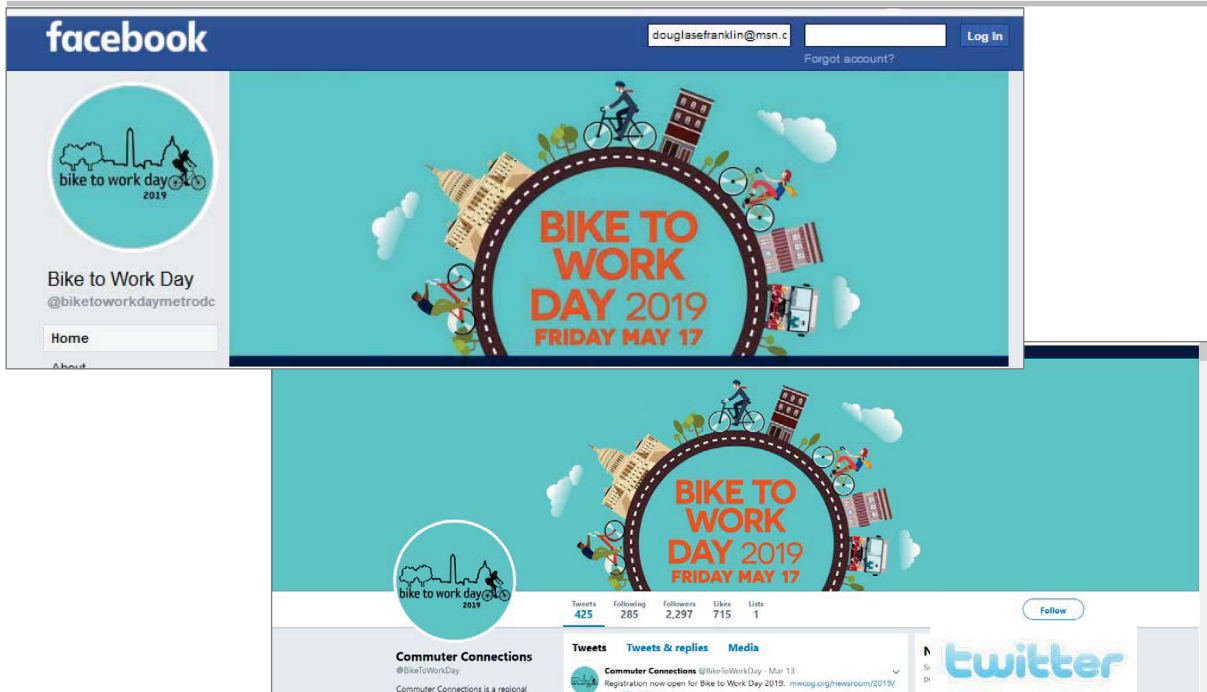 facebook
douglasefranklin@msn.c
Log In
Forgot account?
bike to work day
2019
BIKE TO
WORK
DAY 2019
FRIDAY MAY 17
Bike to Work Day
@biketoworkdaymetrodc
Home
About
BIKE TO
WORK
DAY 2019
FRIDAY MAY 17
bike to work day
2019
Tweets Following Followers Likes Lists
425 285 2,297 715 1
Follow
Commuter Connections
@BikeToWorkDay
Commuter Connections is a regional
Tweets Tweets & replies Media
Commuter Connections @BikeToWorkDay - Mar 13
Registration now open for Bike to Work Day 2019. mwcog.org/newsroom/2019/
twitter